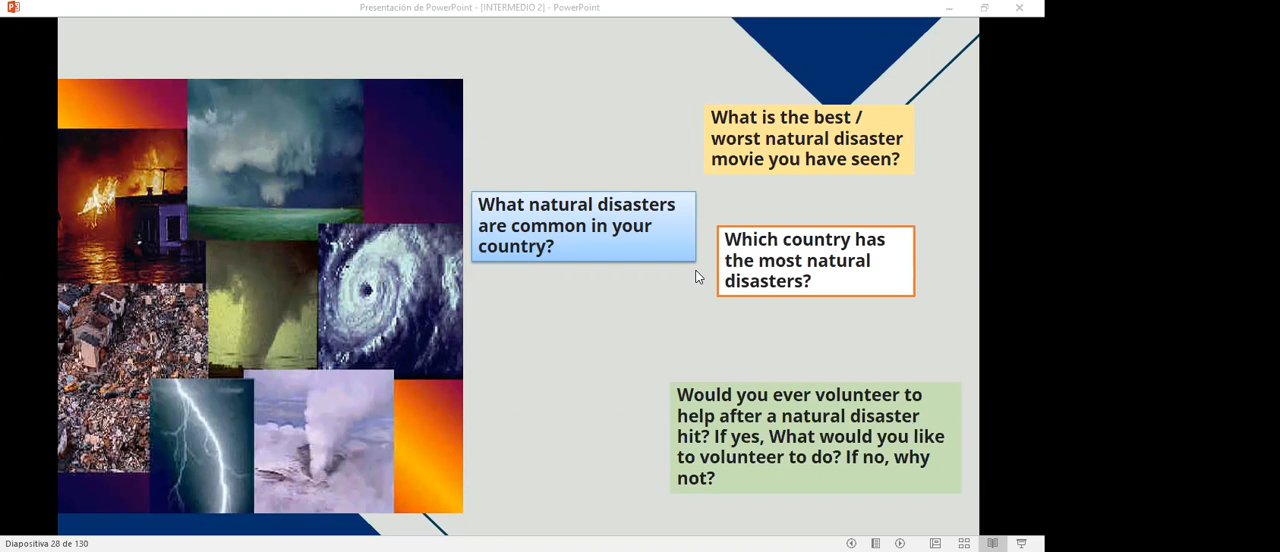 Presentación de PowerPoint - [INTERMEDIO 2] - PowerPoint
What is the best /
worst natural disaster
movie you have seen?
What natural disasters
are common in your
country?
Which country has
the most natural
disasters?
Would you ever volunteer to
help after a natural disaster
hit? If yes, What would you like
to volunteer to do? If no, why
not?
Diapositiva 28 de 130